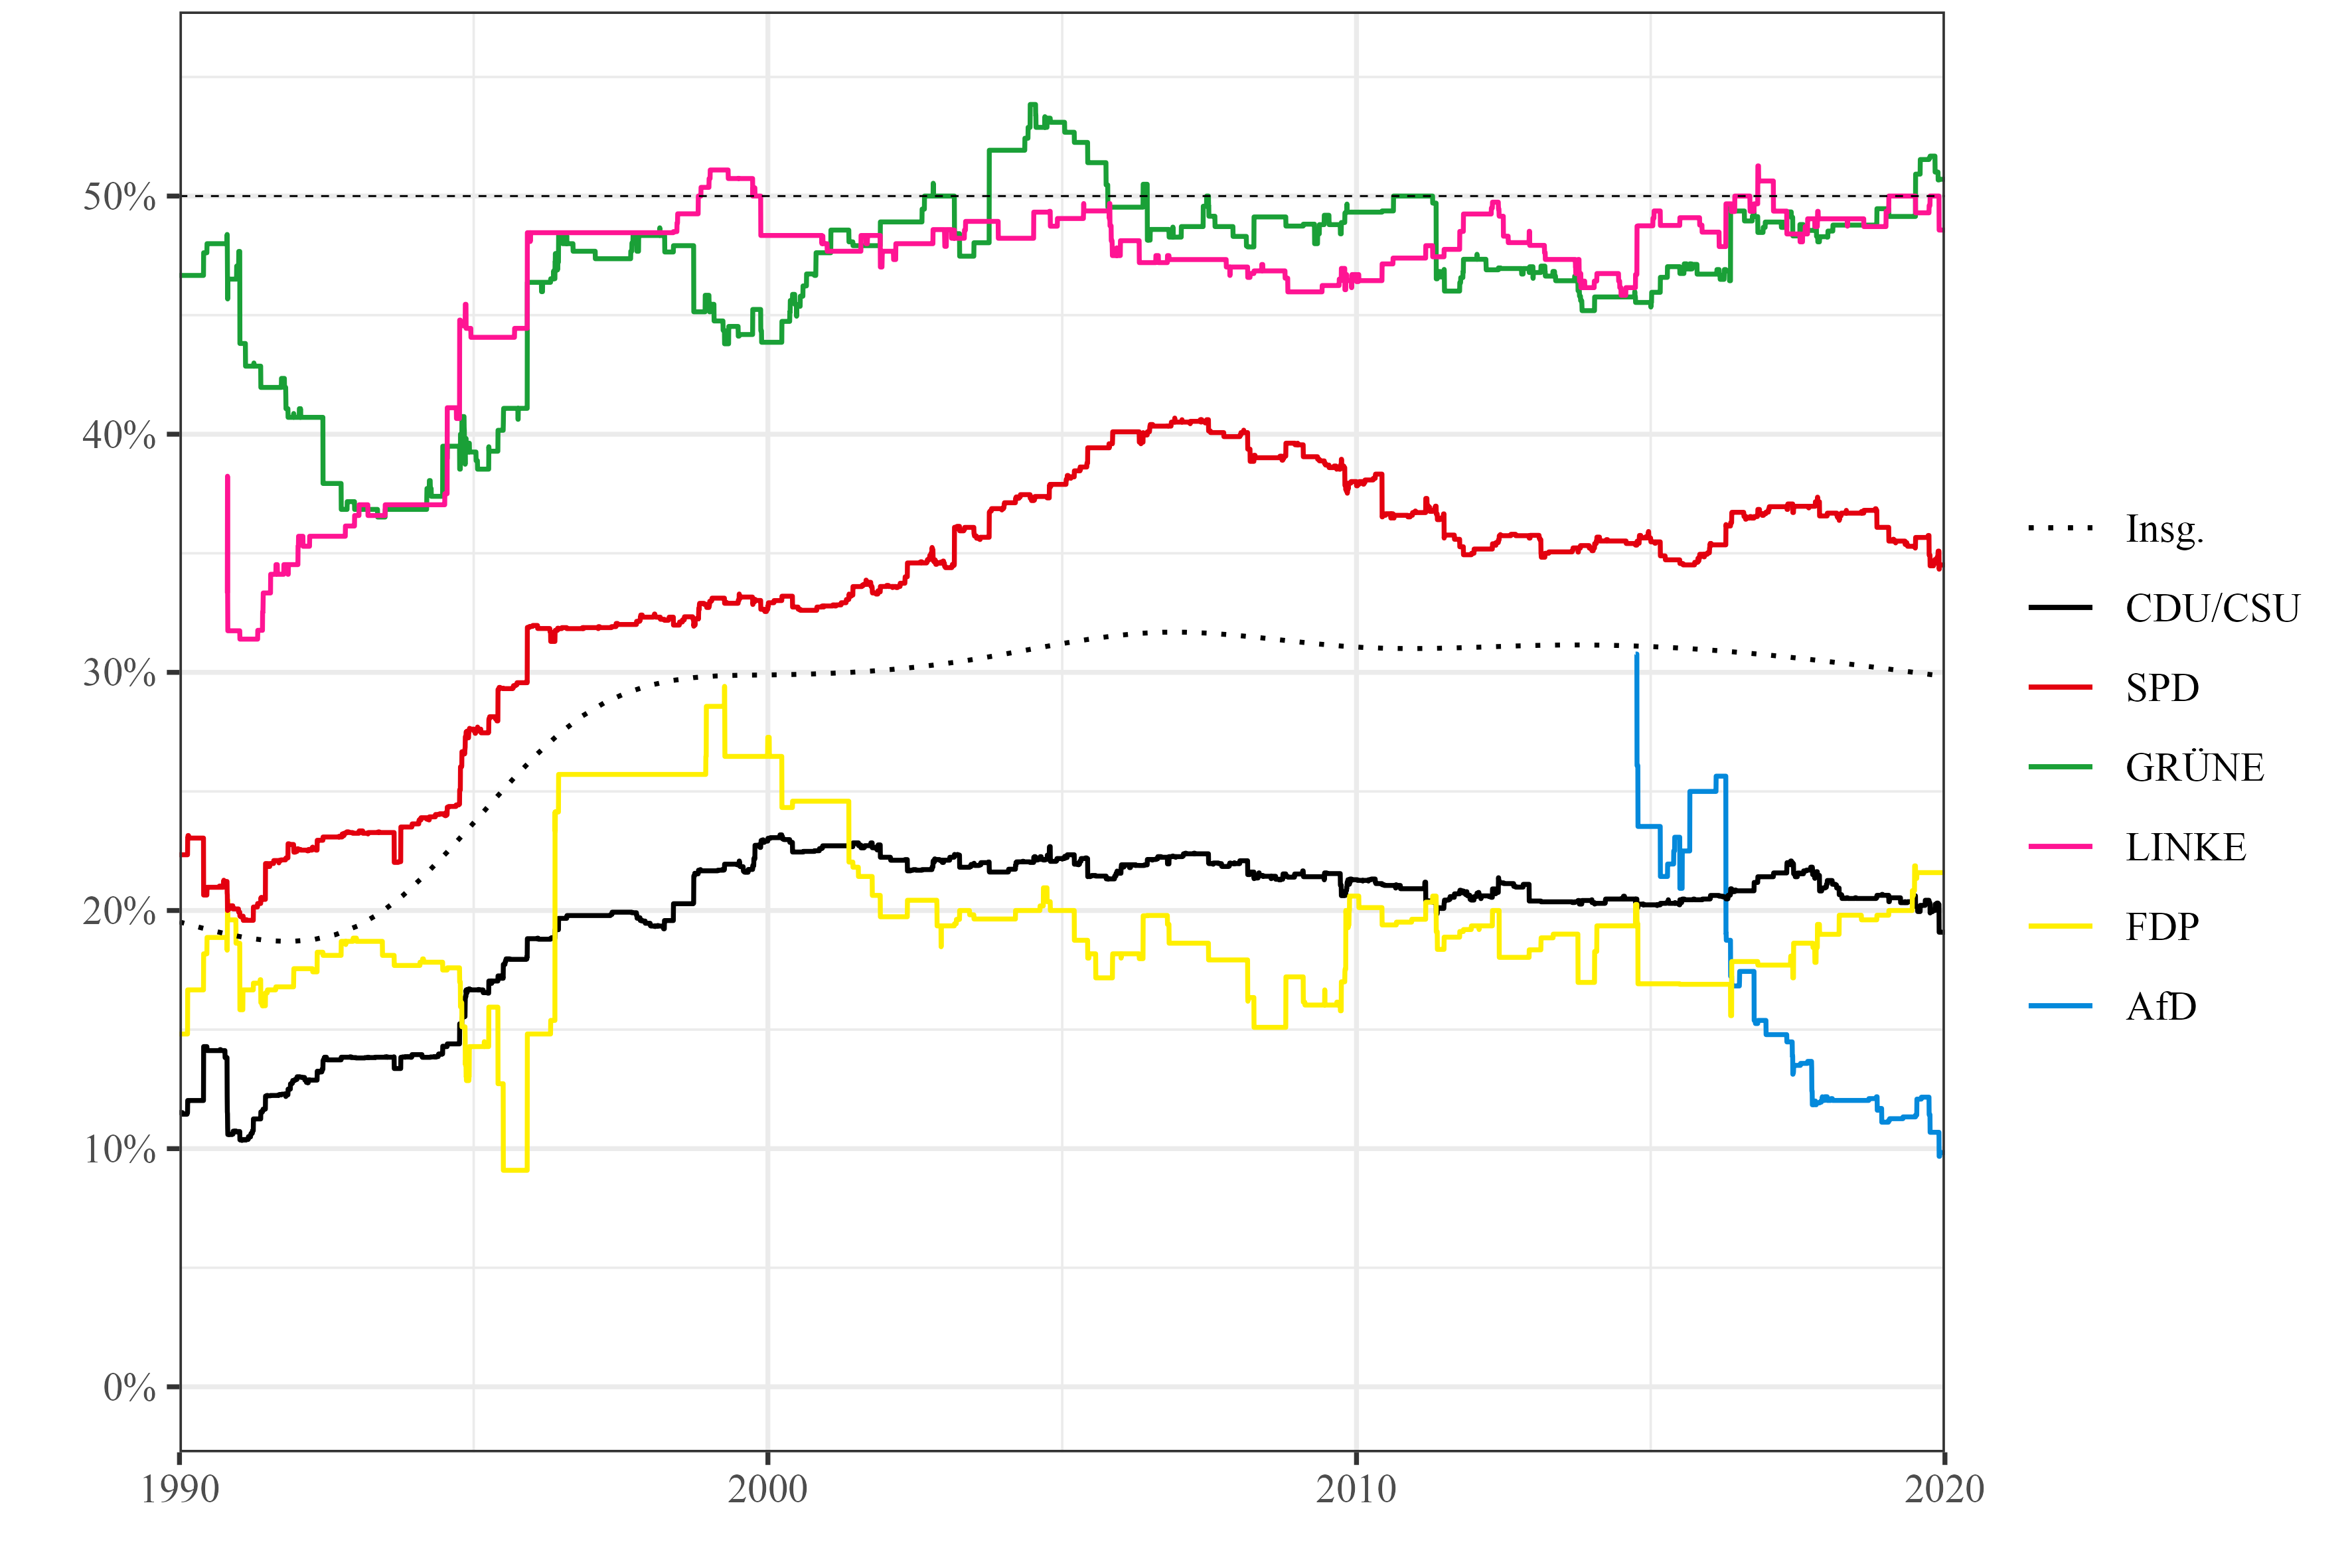 50%
40%
30%
20%
10%
0%
1990 2000 2010 2020
Insg.
CDU/CSU
SPD
GRÜNE
LINKE
FDP
AfD